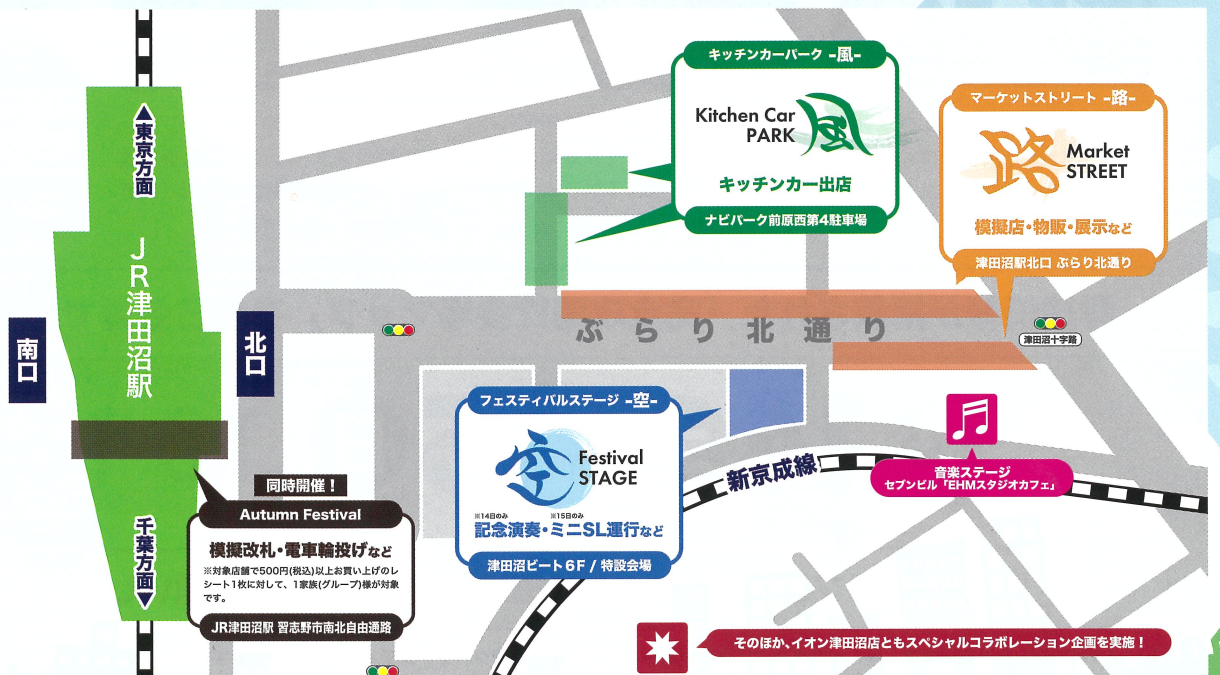 ▲東京方面
JR津田沼駅
千葉方面▼
南口
北口
キッチンカーパーク -風-
Kitchen Car
PARK
風
キッチンカー出店
ナビパーク前原西第4駐車場
マーケットストリート -路-
路
Market
STREET
模擬店・物販・展示など
津田沼駅北口 ぶらり北通り
ぶらり北通り
津田沼十字路
フェスティバルステージ -空-
空
Festival
STAGE
※14日のみ ※15日のみ
記念演奏・ミニSL運行など
津田沼ビート6F / 特設会場
新京成線
音楽ステージ
セブンビル「EHMスタジオカフェ」
同時開催！
Autumn Festival
模擬改札・電車輪投げなど
※対象店舗で500円(税込)以上お買い上げのレ
シート1枚に対して、1家族(グループ)様が対象
です。
JR津田沼駅 習志野市南北自由通路
そのほか、イオン津田沼店ともスペシャルコラボレーション企画を実施！